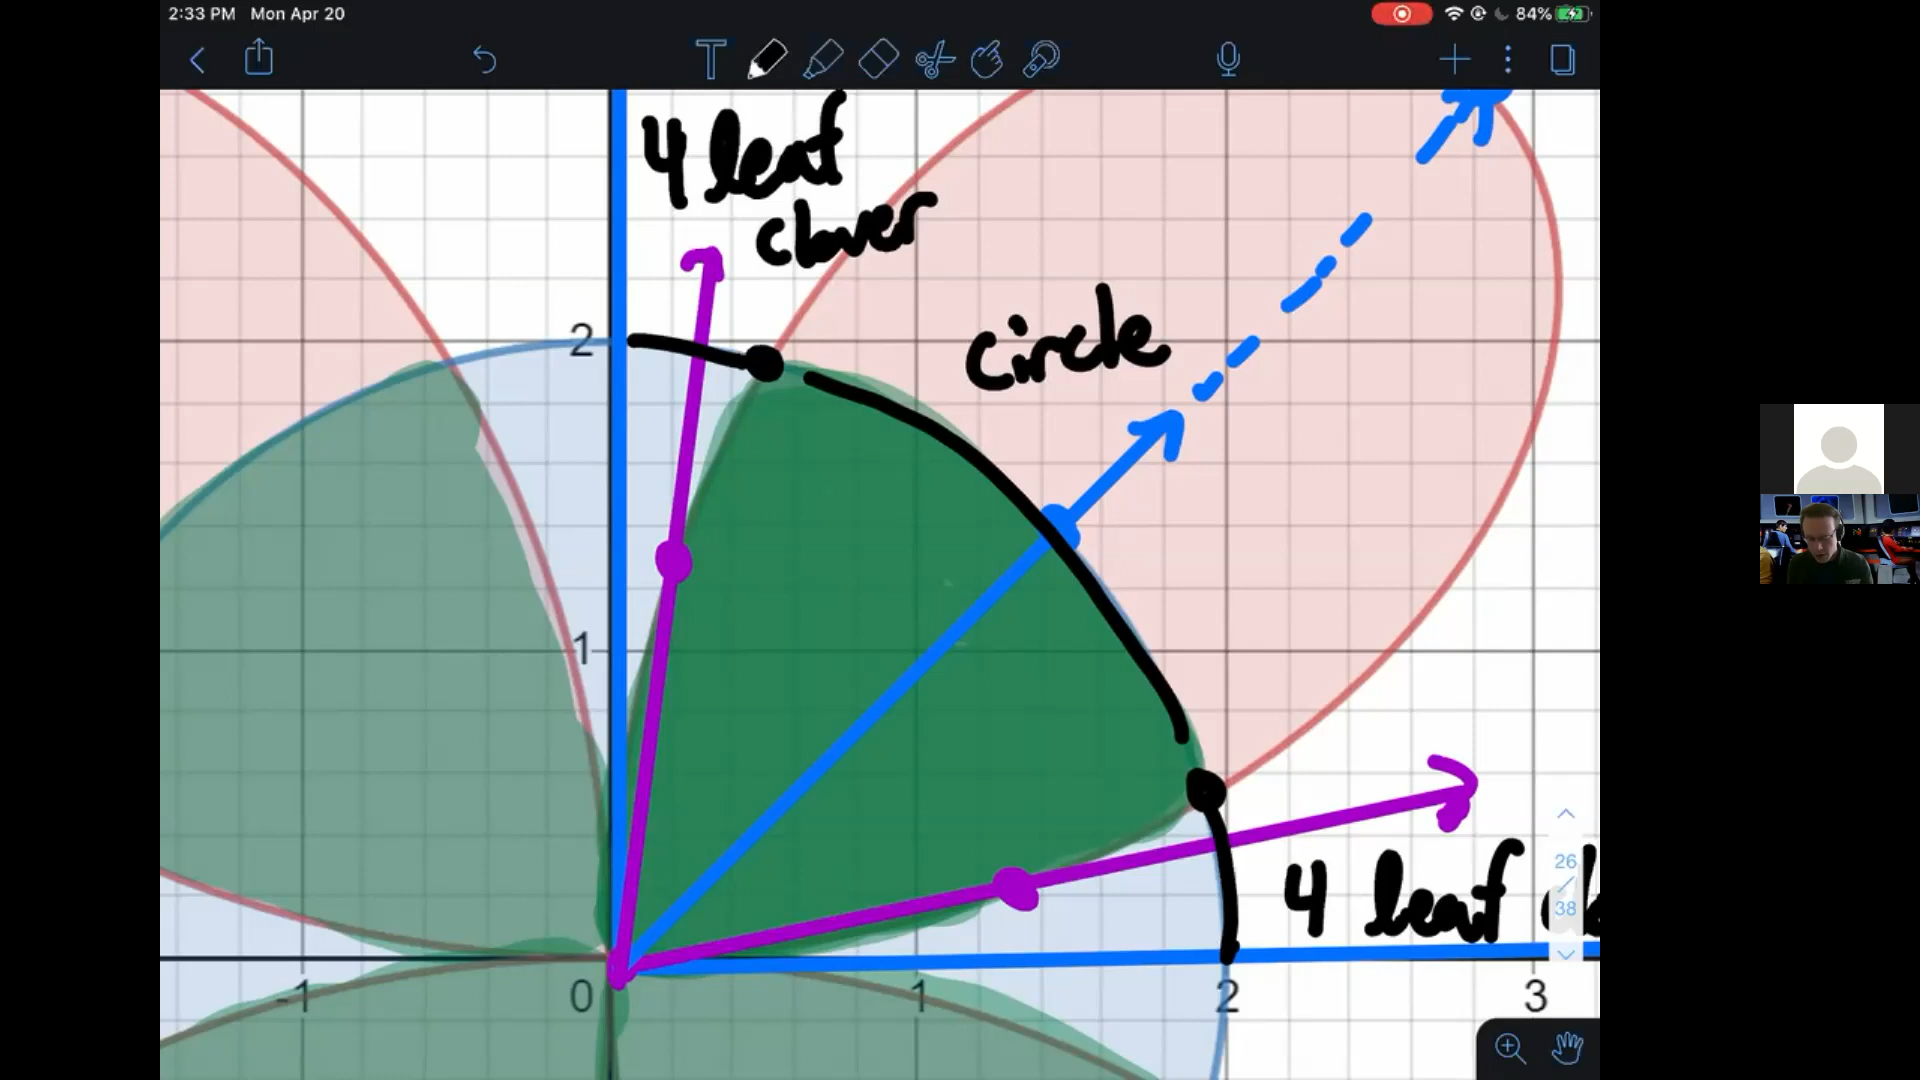 2:33 PM Mon Apr 20
84%
T
4 leaf
clover
2
circle
1
4 leaf
26
38
-1 0 1 2 3